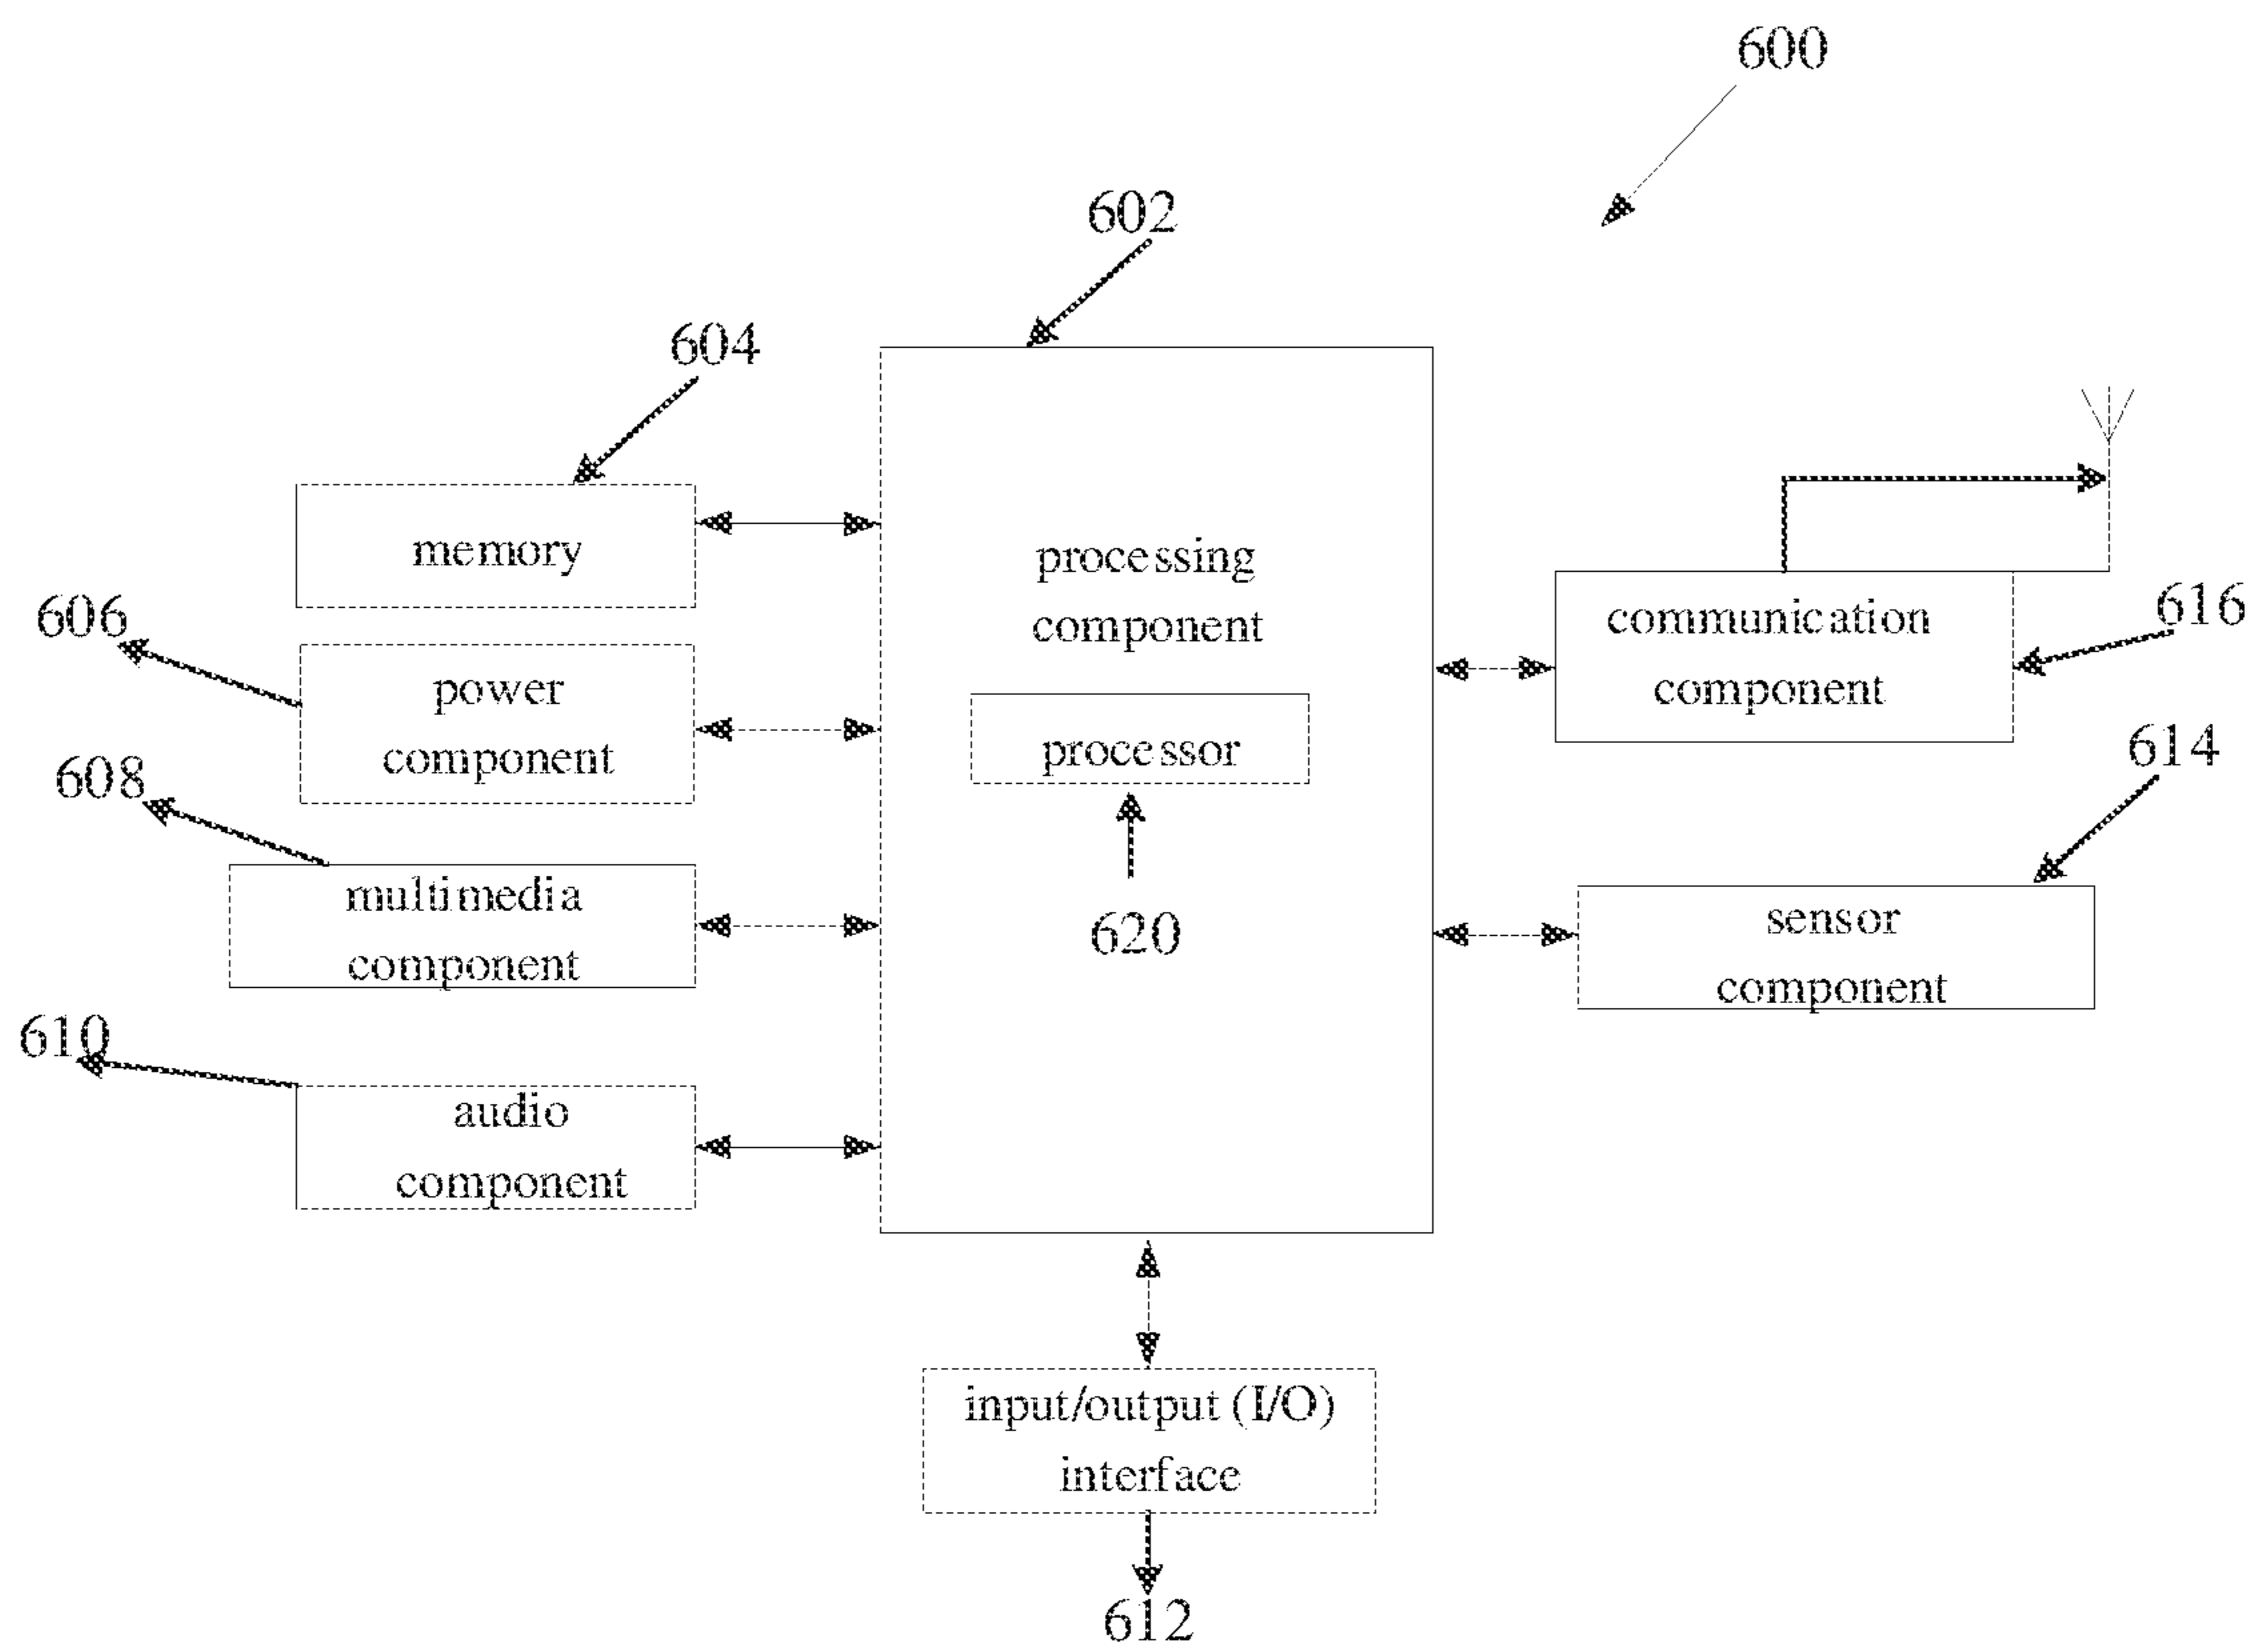 600
602
604
memory
606
power
component
608
multimedia
component
610
audio
component
processing
component
processor
620
communication
component
616
614
sensor
component
input/output (I/O)
interface
612